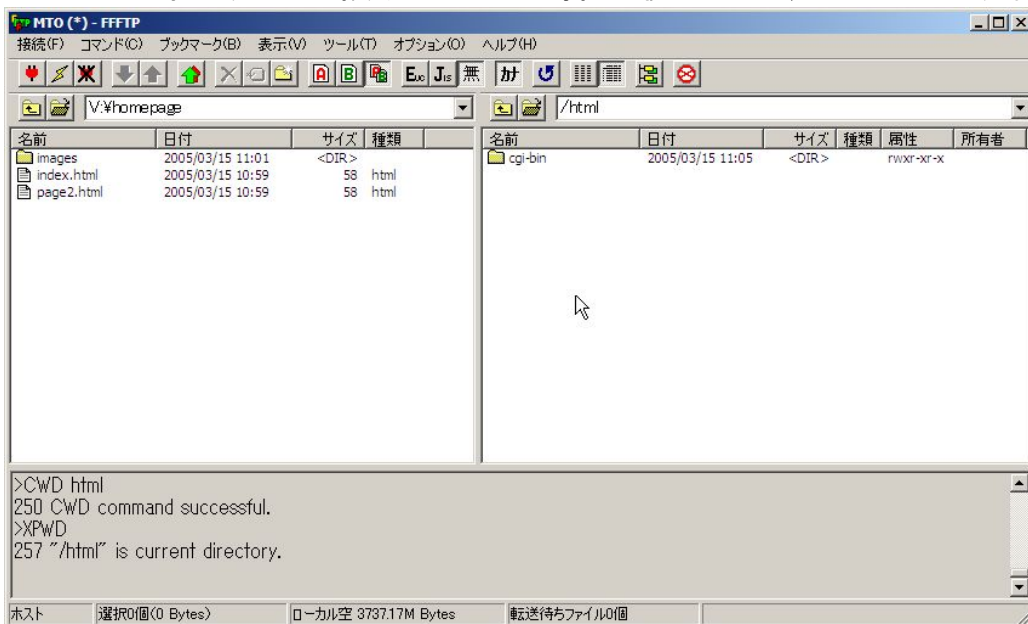 MTO (*) - FFFTP
接続(F) コマンド(C) ブックマーク(B) 表示(V) ツール(T) オプション(O) ヘルプ(H)
A B Euc JIS 無 カナ
V:¥homepage
/html
名前 日付 サイズ 種類
images 2005/03/15 11:01 <DIR>
index.html 2005/03/15 10:59 58 html
page2.html 2005/03/15 10:59 58 html
名前 日付 サイズ 種類 属性 所有者
cgi-bin 2005/03/15 11:05 <DIR> rwxr-xr-x
>CWD html
250 CWD command successful.
>XPWD
257 "/html" is current directory.
ホスト 選択0個(0 Bytes) ローカル空 3737.17M Bytes 転送待ちファイル0個